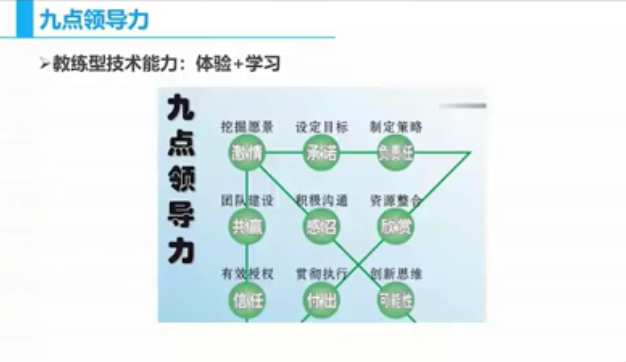 九点领导力
➢教练型技术能力：体验+学习
九点领导力
挖掘愿景 设定目标 制定策略
激情 承诺 负责任
团队建设 积极沟通 资源整合
共赢 感召 欣赏
有效授权 贯彻执行 创新思维
信任 付出 可能性